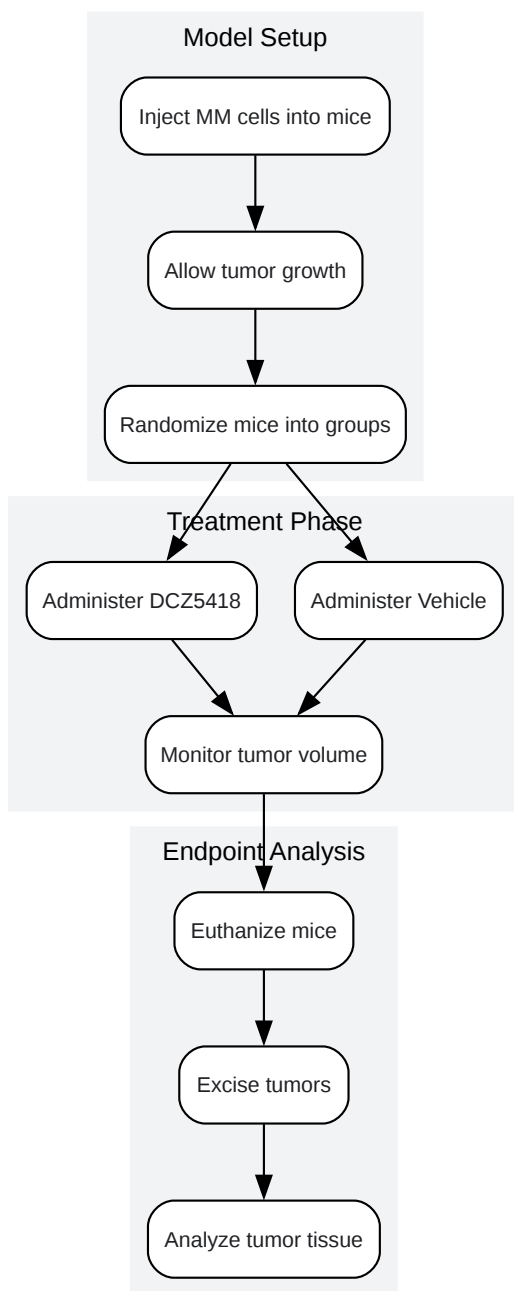 Model Setup
Inject MM cells into mice
Allow tumor growth
Randomize mice into groups
Treatment Phase
Administer DCZ5418
Administer Vehicle
Monitor tumor volume
Endpoint Analysis
Euthanize mice
Excise tumors
Analyze tumor tissue